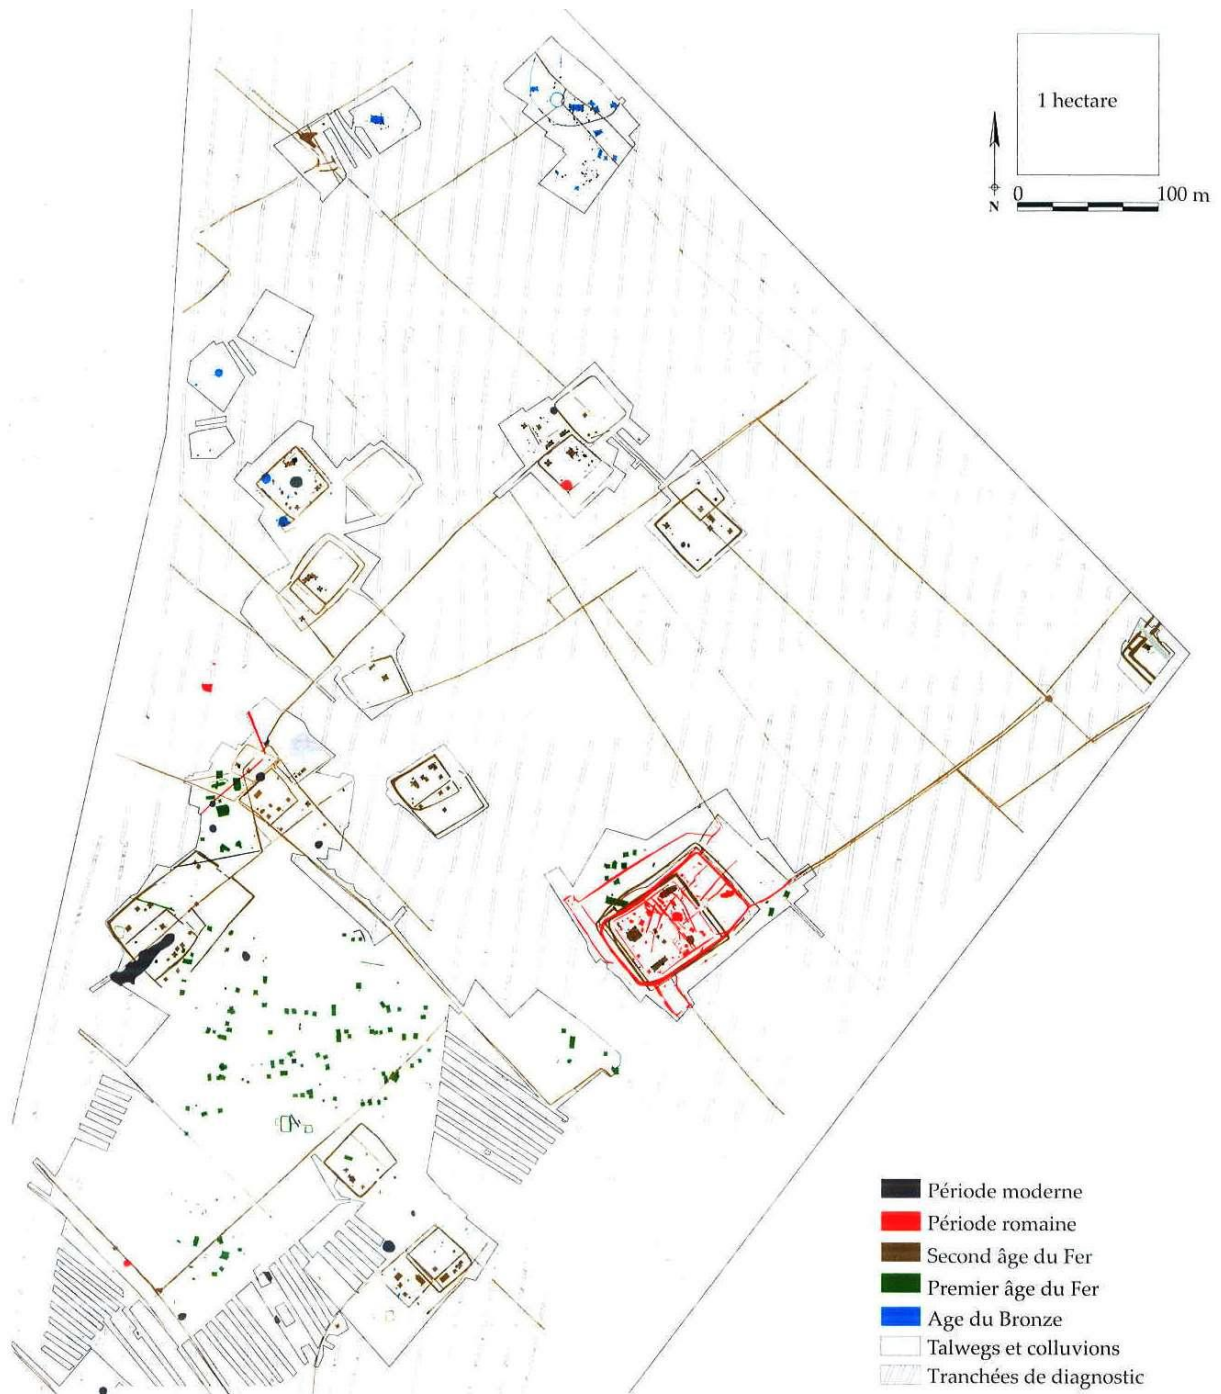 1 hectare
0 100 m
N
Période moderne
Période romaine
Second âge du Fer
Premier âge du Fer
Age du Bronze
Talwegs et colluvions
Tranchées de diagnostic